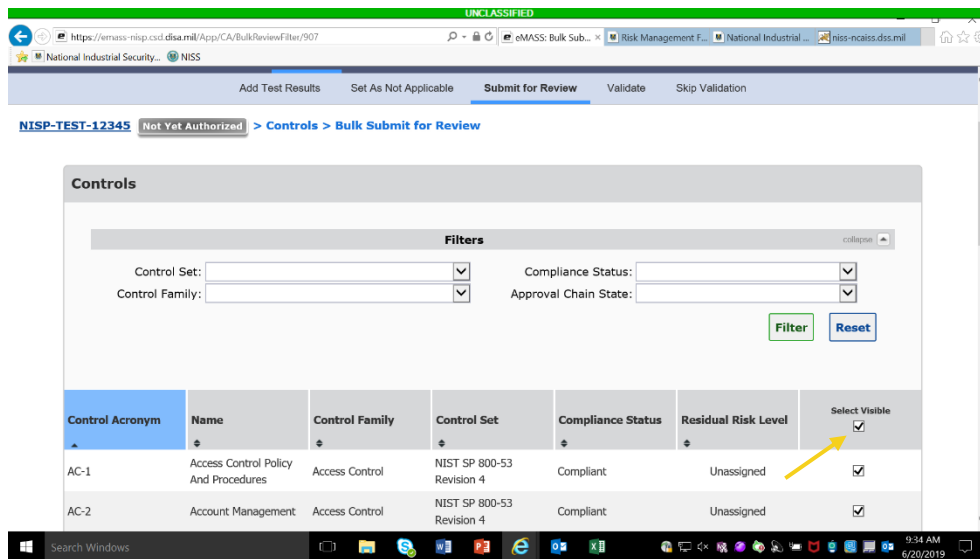 UNCLASSIFIED
https://emass-nisp.csd.disa.mil/App/CA/BulkReviewFilter/907
eMASS: Bulk Sub... × Risk Management F... National Industrial ... niss-ncaiss.dss.mil
National Industrial Security... NISS
Add Test Results Set As Not Applicable Submit for Review Validate Skip Validation
NISP-TEST-12345 Not Yet Authorized > Controls > Bulk Submit for Review
Controls
Filters collapse
Control Set: Compliance Status:
Control Family: Approval Chain State:
Filter Reset
Control Acronym Name Control Family Control Set Compliance Status Residual Risk Level Select Visible
AC-1 Access Control Policy And Procedures Access Control NIST SP 800-53 Revision 4 Compliant Unassigned
AC-2 Account Management Access Control NIST SP 800-53 Revision 4 Compliant Unassigned
Search Windows
9:34 AM
6/20/2019